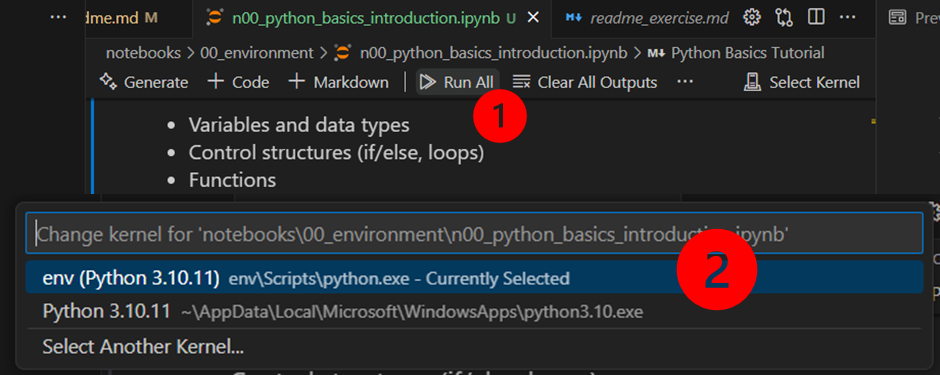 ... dme.md n00_python_basics_introduction.ipynb U readme_exercise.md ... Pre
notebooks > 00_environment > n00_python_basics_introduction.ipynb > Python Basics Tutorial
Generate + Code + Markdown Run All Clear All Outputs ... Select Kernel
1
• Variables and data types
• Control structures (if/else, loops)
• Functions
Change kernel for 'notebooks\00_environment\n00_python_basics_introduction.ipynb'
2
env (Python 3.10.11) env\Scripts\python.exe - Currently Selected
Python 3.10.11 ~\AppData\Local\Microsoft\WindowsApps\python3.10.exe
Select Another Kernel...